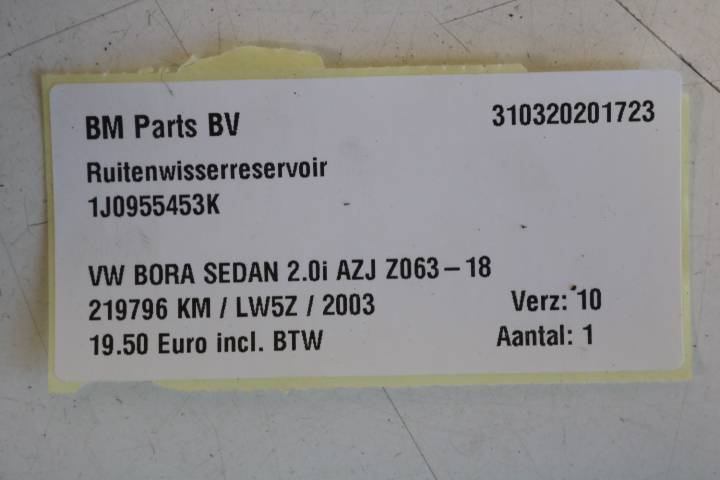 BM Parts BV 310320201723
Ruitenwisserreservoir
1J0955453K
VW BORA SEDAN 2.0i AZJ Z063-18
219796 KM / LW5Z / 2003 Verz: 10
19.50 Euro incl. BTW Aantal: 1